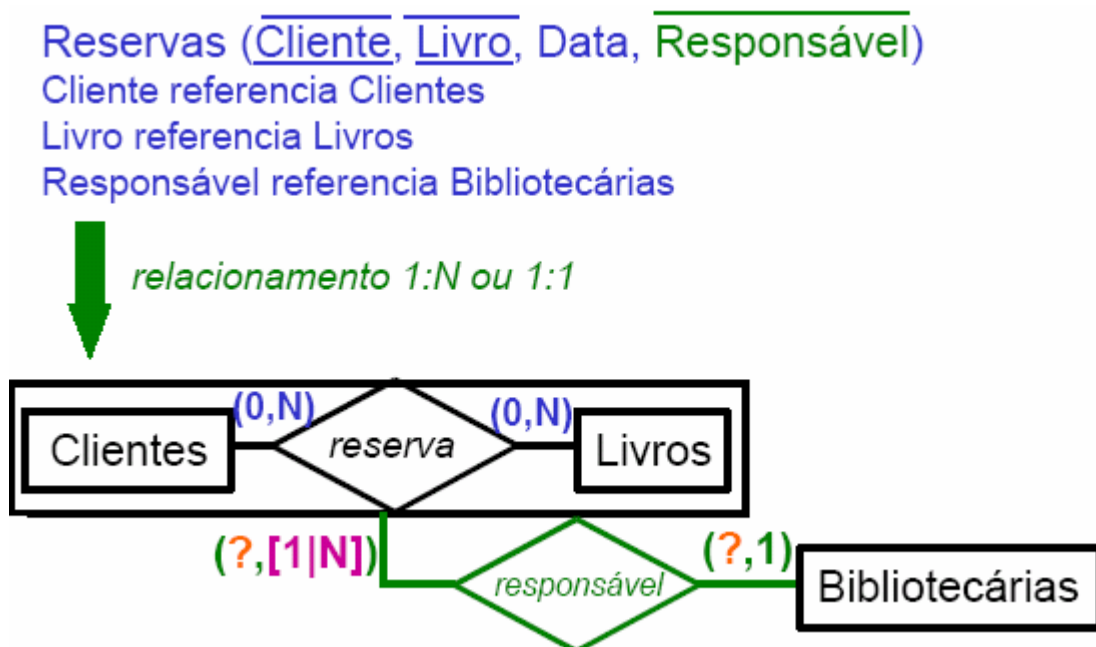 Reservas (Cliente, Livro, Data, Responsável)
Cliente referencia Clientes
Livro referencia Livros
Responsável referencia Bibliotecárias
relacionamento 1:N ou 1:1
(0,N) (0,N)
Clientes reserva Livros
(?,[1|N]) (?,1)
responsável Bibliotecárias